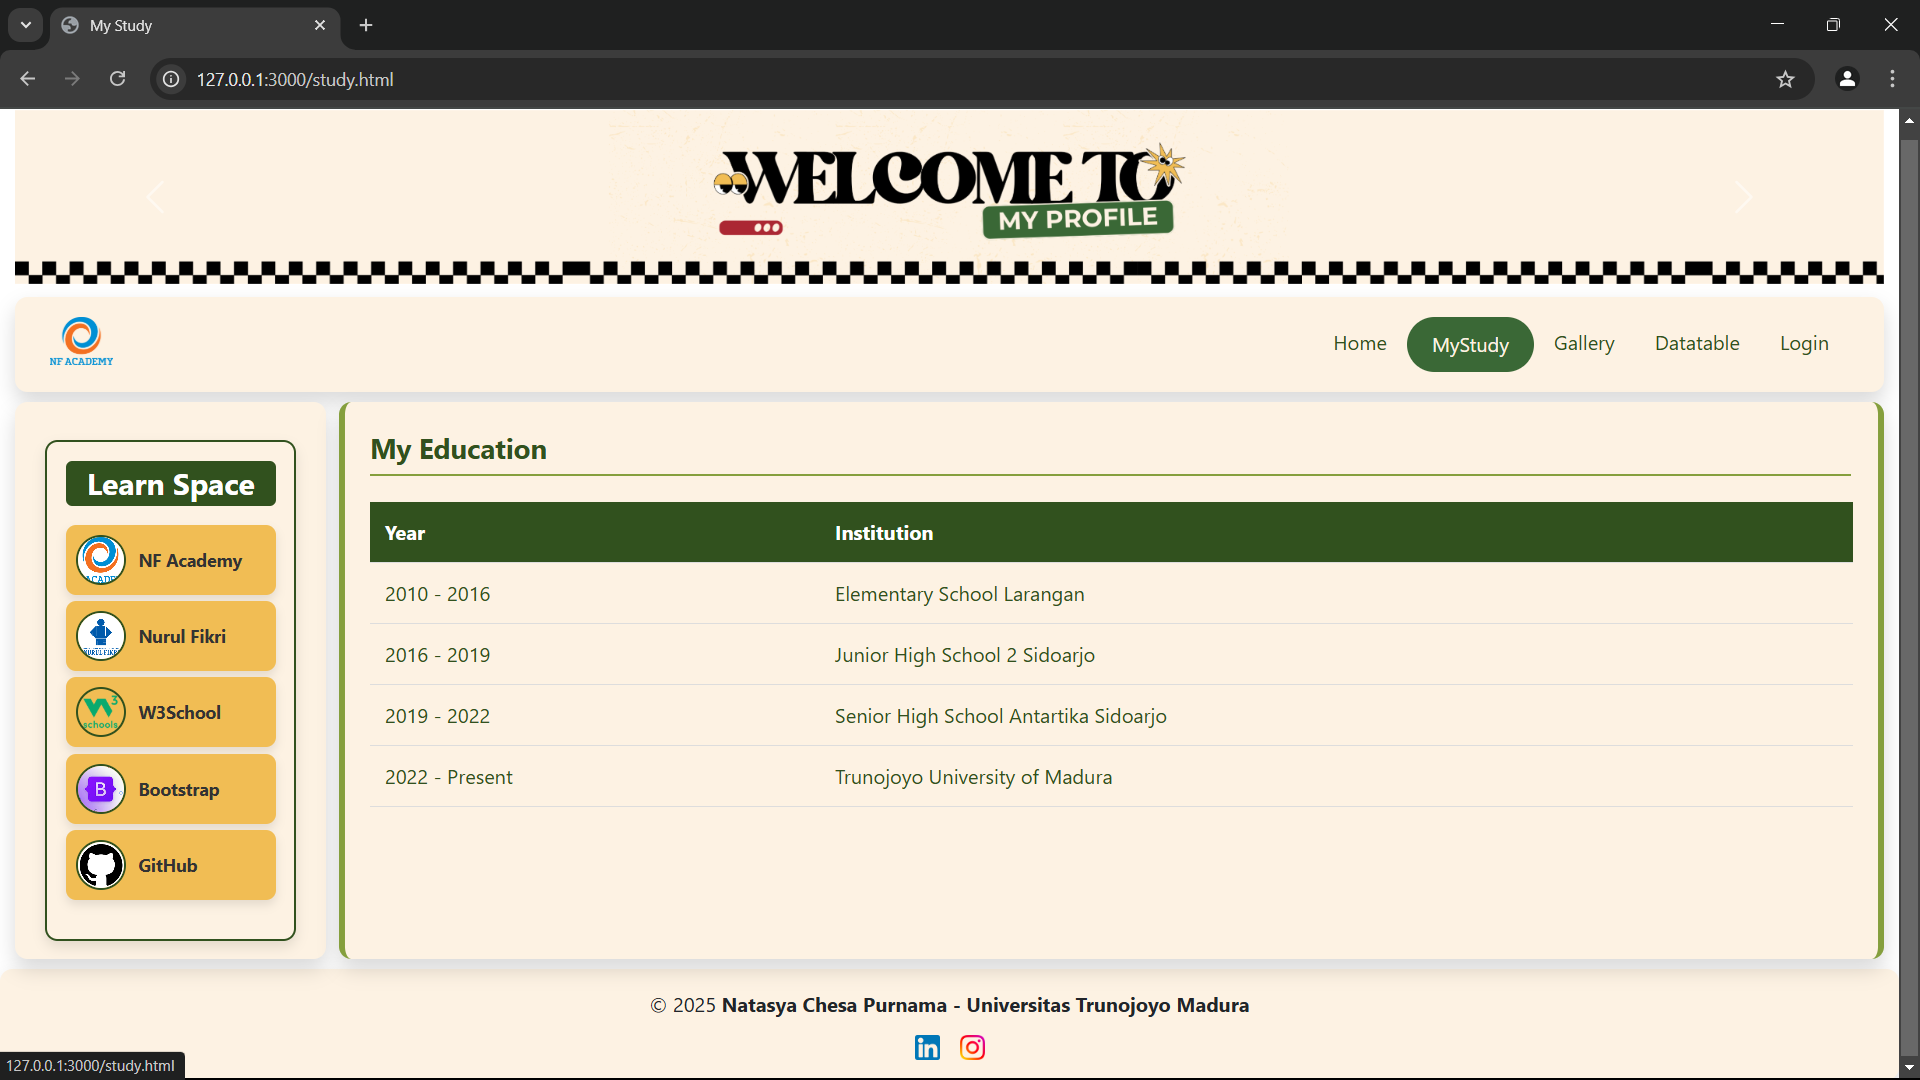 My Study
127.0.0.1:3000/study.html
WELCOME TO
MY PROFILE
NF ACADEMY
Home MyStudy Gallery Datatable Login
Learn Space
NF Academy
Nurul Fikri
W3School
Bootstrap
GitHub
My Education
Year Institution
2010 - 2016 Elementary School Larangan
2016 - 2019 Junior High School 2 Sidoarjo
2019 - 2022 Senior High School Antartika Sidoarjo
2022 - Present Trunojoyo University of Madura
© 2025 Natasya Chesa Purnama - Universitas Trunojoyo Madura
127.0.0.1:3000/study.html